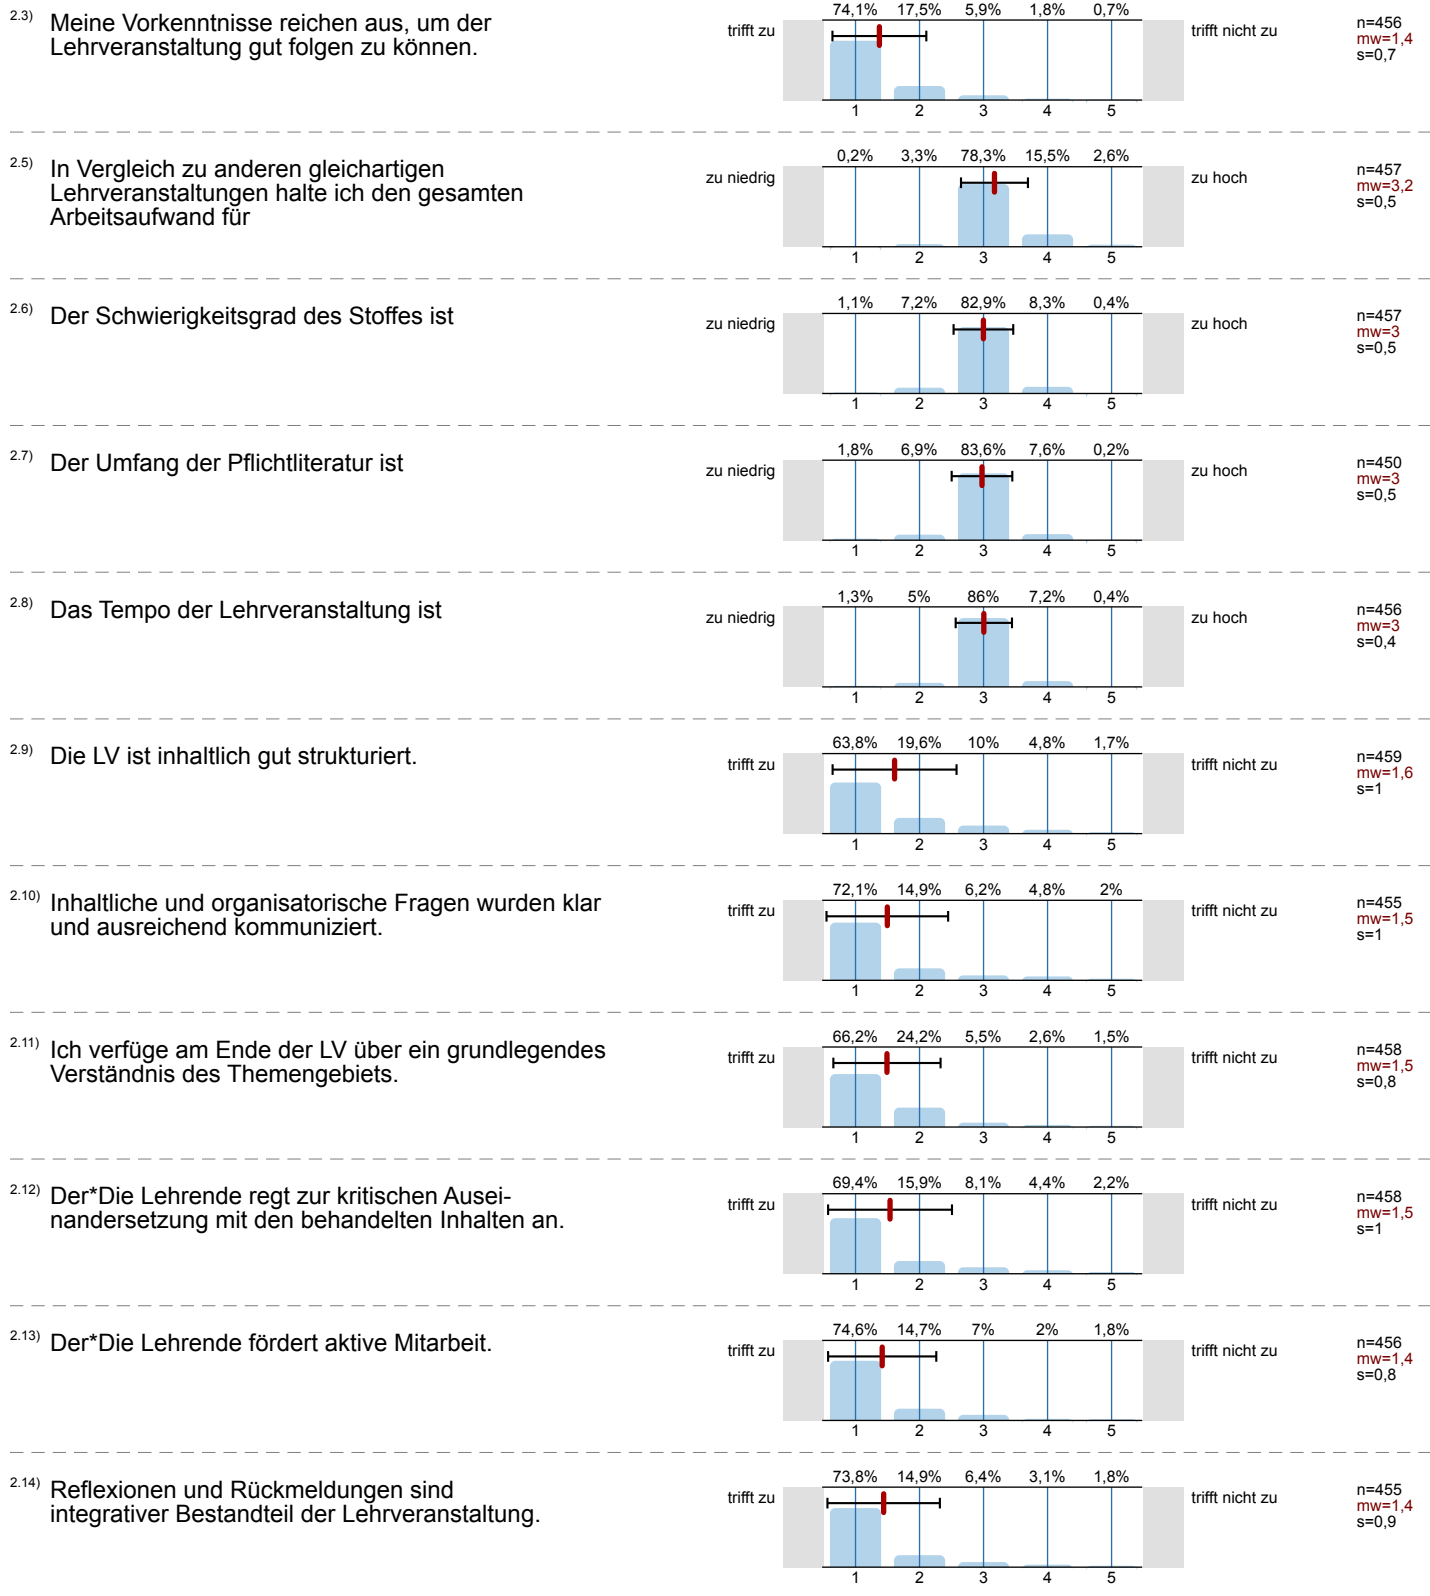 2.3) Meine Vorkenntnisse reichen aus, um der
Lehrveranstaltung gut folgen zu können.
trifft zu
74,1% 17,5% 5,9% 1,8% 0,7%
1 2 3 4 5
trifft nicht zu
n=456
mw=1,4
s=0,7
2.5) In Vergleich zu anderen gleichartigen
Lehrveranstaltungen halte ich den gesamten
Arbeitsaufwand für
zu niedrig
0,2% 3,3% 78,3% 15,5% 2,6%
1 2 3 4 5
zu hoch
n=457
mw=3,2
s=0,5
2.6) Der Schwierigkeitsgrad des Stoffes ist
zu niedrig
1,1% 7,2% 82,9% 8,3% 0,4%
1 2 3 4 5
zu hoch
n=457
mw=3
s=0,5
2.7) Der Umfang der Pflichtliteratur ist
zu niedrig
1,8% 6,9% 83,6% 7,6% 0,2%
1 2 3 4 5
zu hoch
n=450
mw=3
s=0,5
2.8) Das Tempo der Lehrveranstaltung ist
zu niedrig
1,3% 5% 86% 7,2% 0,4%
1 2 3 4 5
zu hoch
n=456
mw=3
s=0,4
2.9) Die LV ist inhaltlich gut strukturiert.
trifft zu
63,8% 19,6% 10% 4,8% 1,7%
1 2 3 4 5
trifft nicht zu
n=459
mw=1,6
s=1
2.10) Inhaltliche und organisatorische Fragen wurden klar
und ausreichend kommuniziert.
trifft zu
72,1% 14,9% 6,2% 4,8% 2%
1 2 3 4 5
trifft nicht zu
n=455
mw=1,5
s=1
2.11) Ich verfüge am Ende der LV über ein grundlegendes
Verständnis des Themengebiets.
trifft zu
66,2% 24,2% 5,5% 2,6% 1,5%
1 2 3 4 5
trifft nicht zu
n=458
mw=1,5
s=0,8
2.12) Der*Die Lehrende regt zur kritischen Ausei-
nandersetzung mit den behandelten Inhalten an.
trifft zu
69,4% 15,9% 8,1% 4,4% 2,2%
1 2 3 4 5
trifft nicht zu
n=458
mw=1,5
s=1
2.13) Der*Die Lehrende fördert aktive Mitarbeit.
trifft zu
74,6% 14,7% 7% 2% 1,8%
1 2 3 4 5
trifft nicht zu
n=456
mw=1,4
s=0,8
2.14) Reflexionen und Rückmeldungen sind
integrativer Bestandteil der Lehrveranstaltung.
trifft zu
73,8% 14,9% 6,4% 3,1% 1,8%
1 2 3 4 5
trifft nicht zu
n=455
mw=1,4
s=0,9